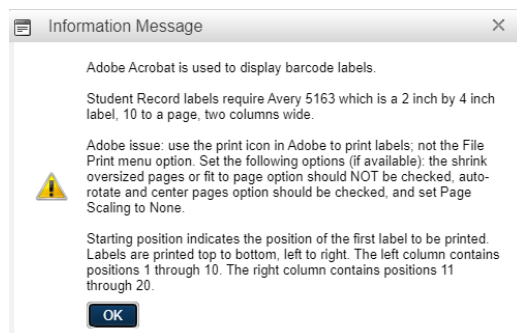 Information Message
Adobe Acrobat is used to display barcode labels.
Student Record labels require Avery 5163 which is a 2 inch by 4 inch
label, 10 to a page, two columns wide.
Adobe issue: use the print icon in Adobe to print labels; not the File
Print menu option. Set the following options (if available): the shrink
oversized pages or fit to page option should NOT be checked, auto-
rotate and center pages option should be checked, and set Page
Scaling to None.
Starting position indicates the position of the first label to be printed.
Labels are printed top to bottom, left to right. The left column contains
positions 1 through 10. The right column contains positions 11
through 20.
OK